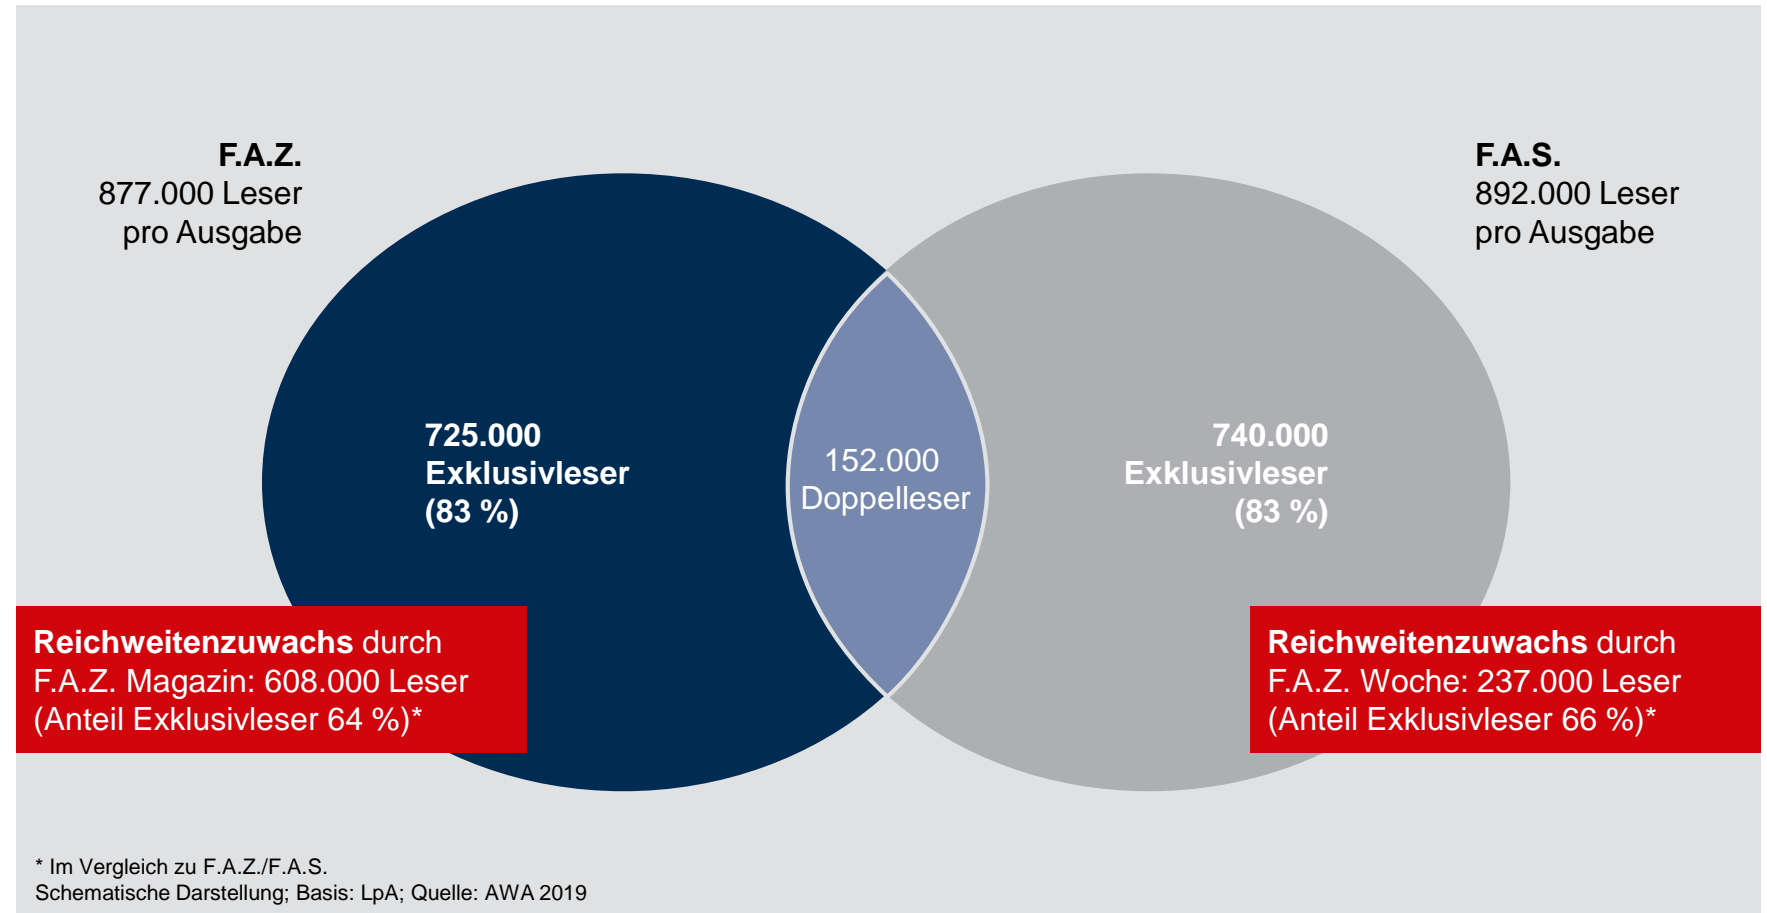 F.A.Z.
877.000 Leser
pro Ausgabe
F.A.S.
892.000 Leser
pro Ausgabe
725.000
Exklusivleser
(83 %)
152.000
Doppelleser
740.000
Exklusivleser
(83 %)
Reichweitenzuwachs durch
F.A.Z. Magazin: 608.000 Leser
(Anteil Exklusivleser 64 %)*
Reichweitenzuwachs durch
F.A.Z. Woche: 237.000 Leser
(Anteil Exklusivleser 66 %)*
* Im Vergleich zu F.A.Z./F.A.S.
Schematische Darstellung; Basis: LpA; Quelle: AWA 2019